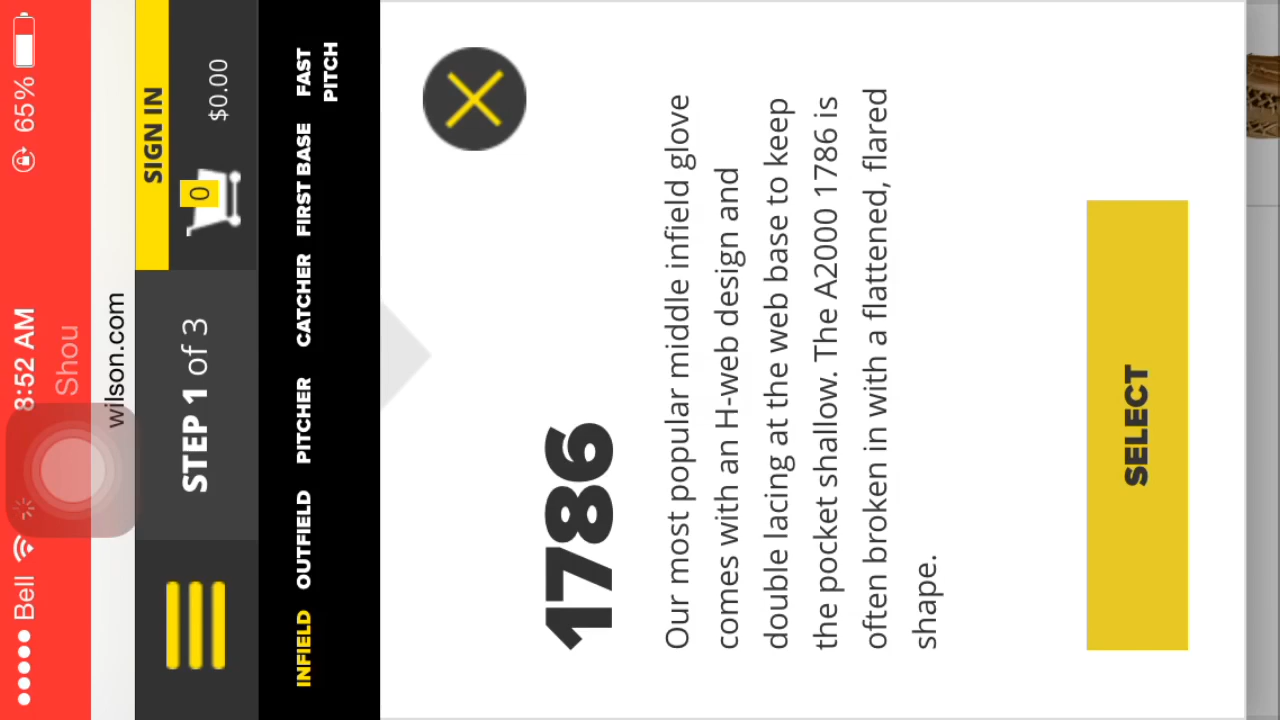 Bell 8:52 AM 65%
Shou
wilson.com
STEP 1 of 3
SIGN IN
0
$0.00
INFIELD OUTFIELD PITCHER CATCHER FIRST BASE FAST
PITCH
1786
Our most popular middle infield glove
comes with an H-web design and
double lacing at the web base to keep
the pocket shallow. The A2000 1786 is
often broken in with a flattened, flared
shape.
SELECT